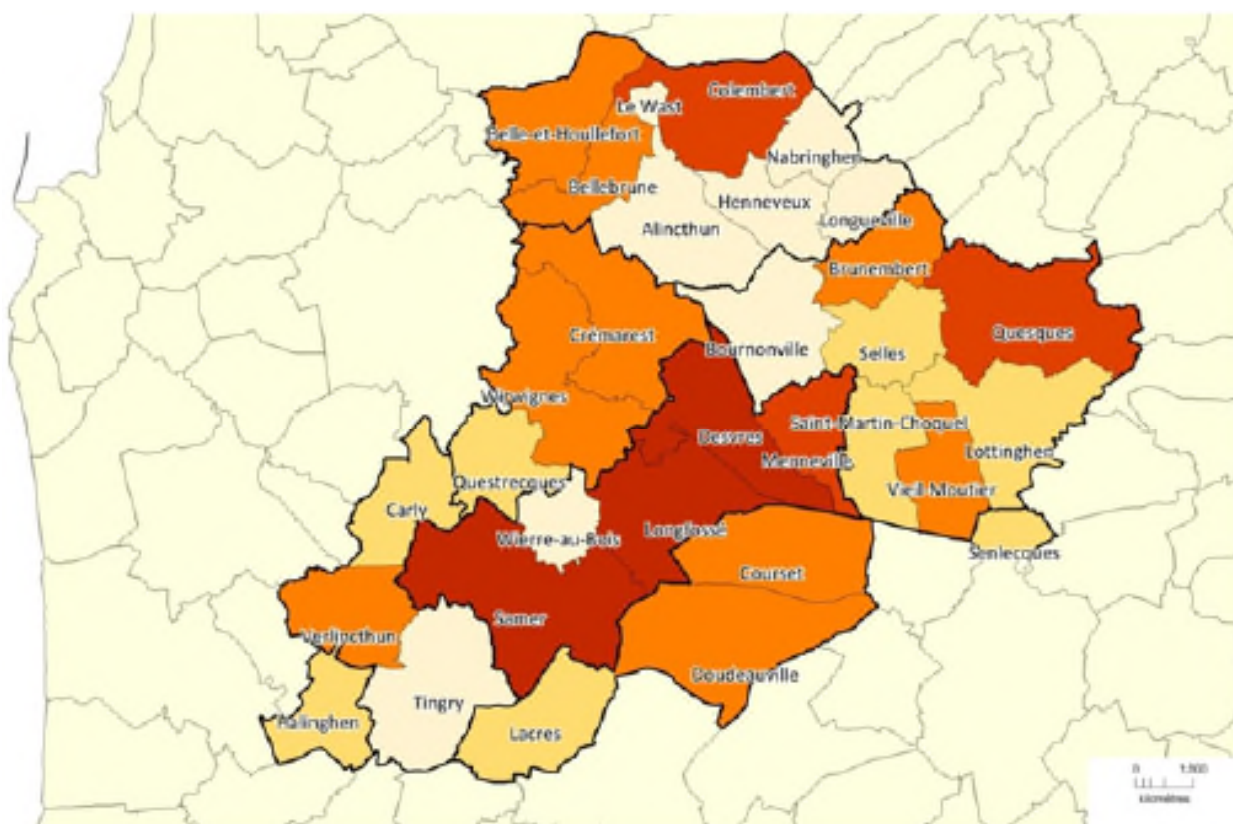 Colembert
Le Wast
Belle-et-Houllefort
Nabringhen
Bellebrune
Henneveux
Longueville
Alincthun
Brunembert
Quesques
Crémarest
Bournonville
Selles
Wirwignes
Saint-Martin-Choquel
Desvres
Menneville
Lottinghen
Questrecques
Vieil Moutier
Carly
Longfossé
Wierre-au-Bois
Senlecques
Courset
Samer
Verlincthun
Doudeauville
Tingry
Halinghen
Lacres
0
Kilomètres